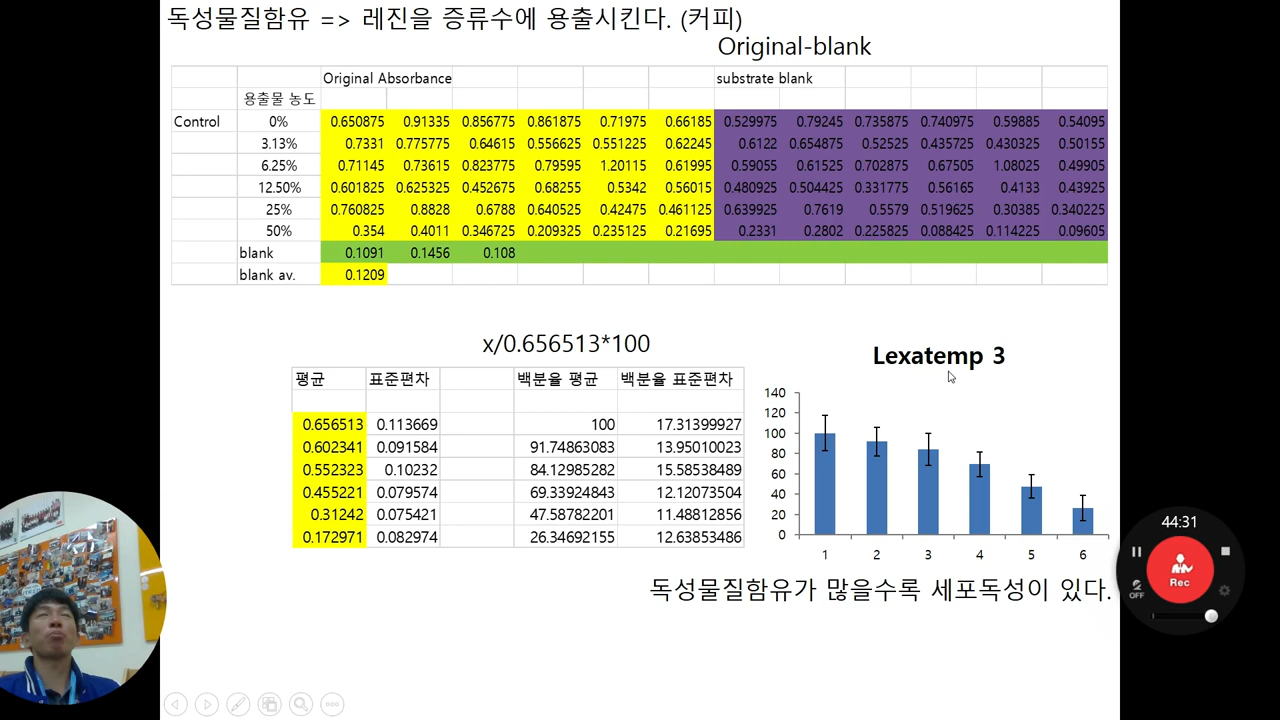 독성물질함유 => 레진을 증류수에 용출시킨다. (커피)
Original-blank
Original Absorbance substrate blank
용출물 농도
Control 0% 0.650875 0.91335 0.856775 0.861875 0.71975 0.66185 0.529975 0.79245 0.735875 0.740975 0.59885 0.54095
3.13% 0.7331 0.775775 0.64615 0.556625 0.551225 0.62245 0.6122 0.654875 0.52525 0.435725 0.430325 0.50155
6.25% 0.71145 0.73615 0.823775 0.79595 1.20115 0.61995 0.59055 0.61525 0.702875 0.67505 1.08025 0.49905
12.50% 0.601825 0.625325 0.452675 0.68255 0.5342 0.56015 0.480925 0.504425 0.331775 0.56165 0.4133 0.43925
25% 0.760825 0.8828 0.6788 0.640525 0.42475 0.461125 0.639925 0.7619 0.5579 0.519625 0.30385 0.340225
50% 0.354 0.4011 0.346725 0.209325 0.235125 0.21695 0.2331 0.2802 0.225825 0.088425 0.114225 0.09605
blank 0.1091 0.1456 0.108
blank av. 0.1209
x/0.656513*100
평균 표준편차 백분율 평균 백분율 표준편차
0.656513 0.113669 100 17.31399927
0.602341 0.091584 91.74863083 13.95010023
0.552323 0.10232 84.12985282 15.58538489
0.455221 0.079574 69.33924843 12.12073504
0.31242 0.075421 47.58782201 11.48812856
0.172971 0.082974 26.34692155 12.63853486
Lexatemp 3
140
120
100
80
60
40
20
0
1 2 3 4 5 6
독성물질함유가 많을수록 세포독성이 있다.
44:31
Rec
OFF